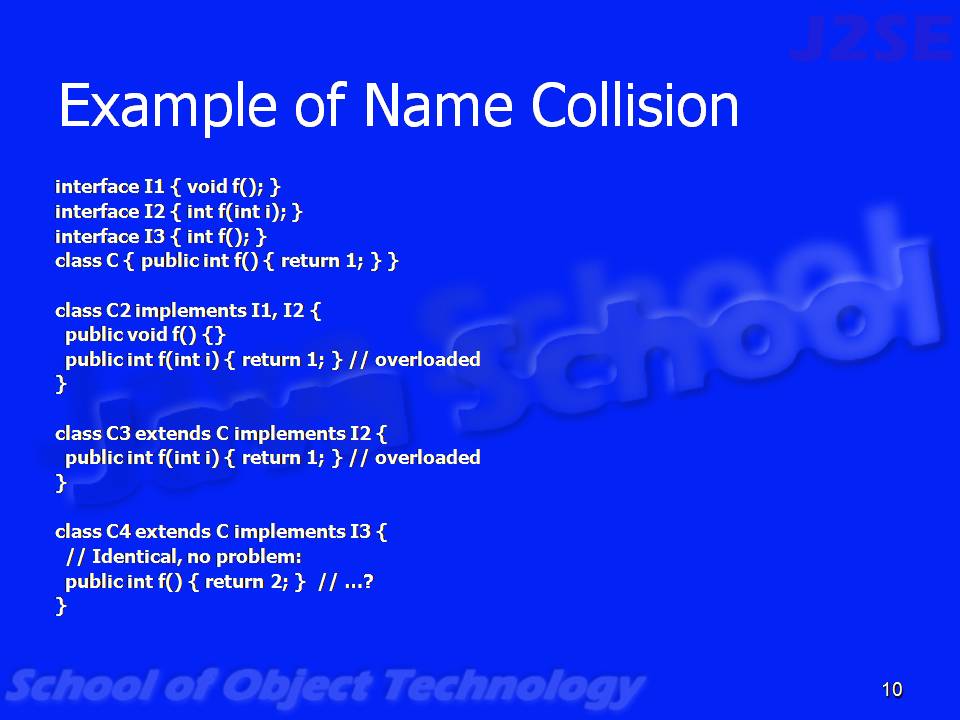 J2SE
Example of Name Collision
interface I1 { void f(); }
interface I2 { int f(int i); }
interface I3 { int f(); }
class C { public int f() { return 1; } }
class C2 implements I1, I2 {
public void f() {}
public int f(int i) { return 1; } // overloaded
}
class C3 extends C implements I2 {
public int f(int i) { return 1; } // overloaded
}
class C4 extends C implements I3 {
// Identical, no problem:
public int f() { return 2; } // ...?
}
Java School
School of Object Technology
10